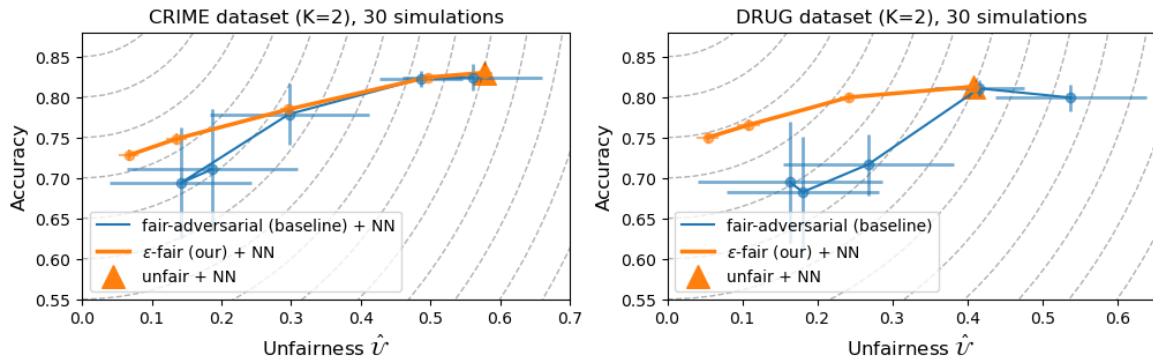 CRIME dataset (K=2), 30 simulations
Accuracy
0.85
0.80
0.75
0.70
0.65
0.60
0.55
fair-adversarial (baseline) + NN
ε-fair (our) + NN
unfair + NN
0.0 0.1 0.2 0.3 0.4 0.5 0.6 0.7
Unfairness 𝒰̂
DRUG dataset (K=2), 30 simulations
Accuracy
0.85
0.80
0.75
0.70
0.65
0.60
0.55
fair-adversarial (baseline)
ε-fair (our) + NN
unfair + NN
0.0 0.1 0.2 0.3 0.4 0.5 0.6
Unfairness 𝒰̂